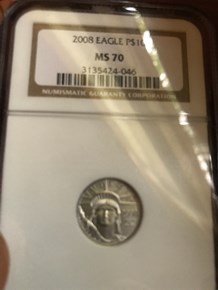 2008 EAGLE P$10
MS 70
3135424-046
NUMISMATIC GUARANTY CORPORATION